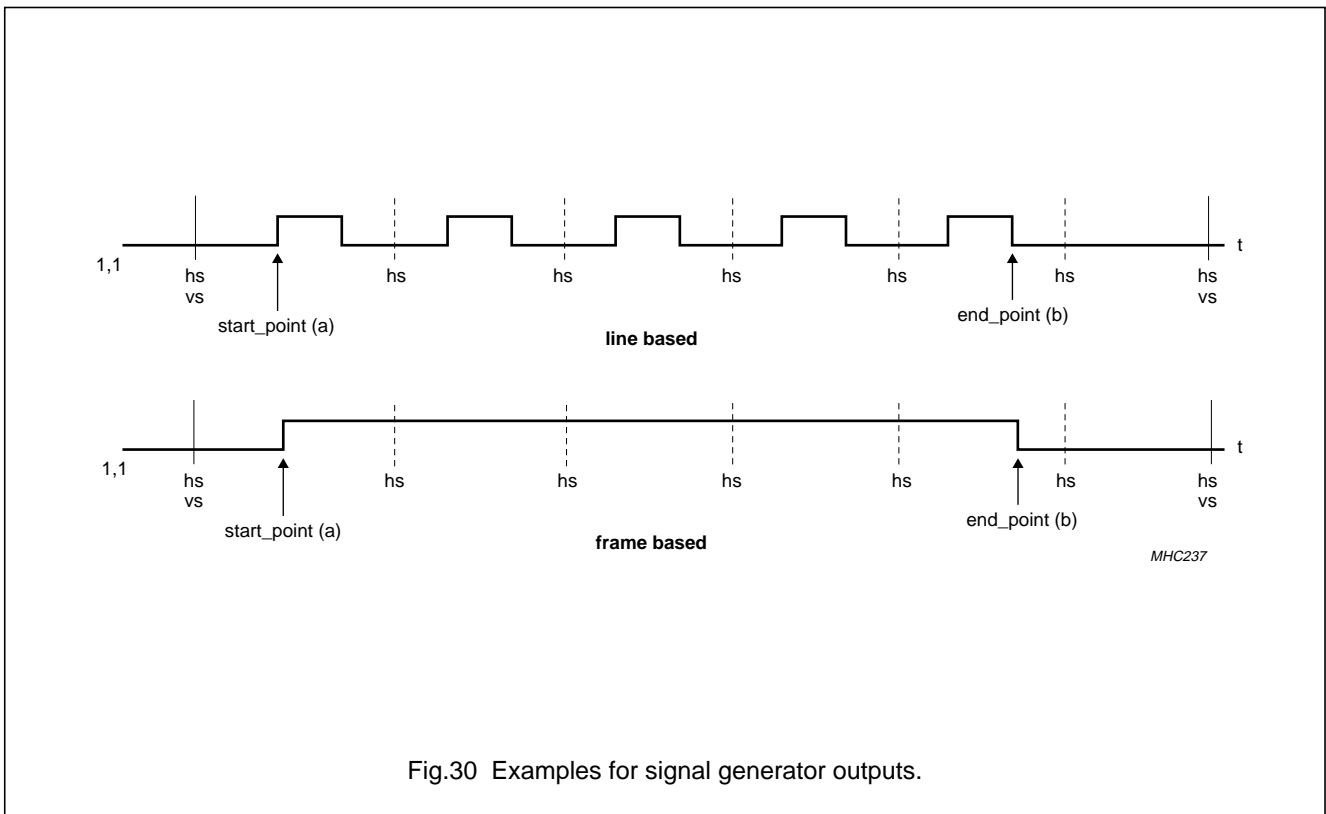 1,1
hs
vs
start_point (a)
hs
hs
hs
hs
end_point (b)
hs
hs
vs
t
line based
1,1
hs
vs
start_point (a)
hs
hs
hs
hs
end_point (b)
hs
hs
vs
t
frame based
MHC237
Fig.30 Examples for signal generator outputs.